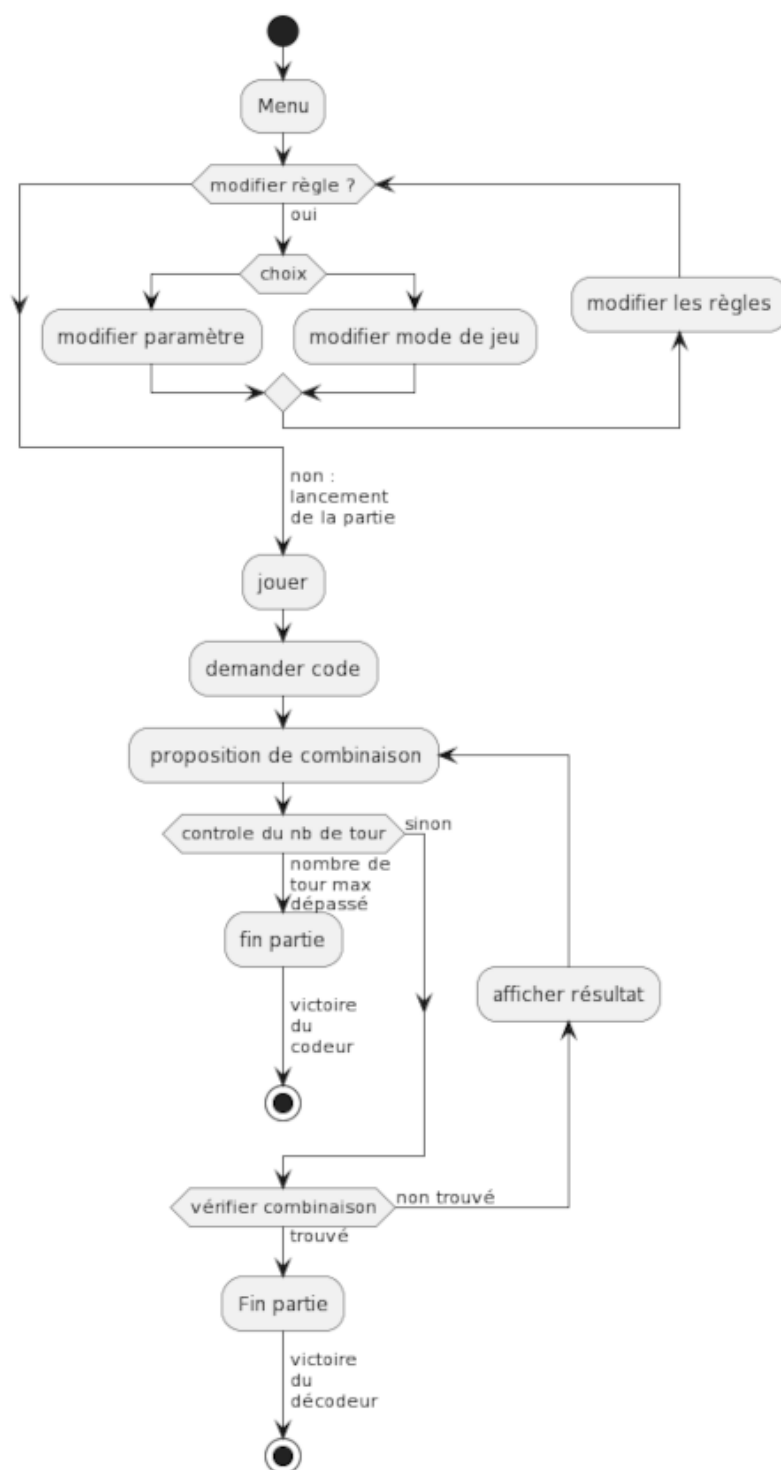 Menu
modifier règle ?
oui
choix
modifier paramètre
modifier mode de jeu
modifier les règles
non :
lancement
de la partie
jouer
demander code
proposition de combinaison
controle du nb de tour
sinon
nombre de
tour max
dépassé
fin partie
victoire
du
codeur
afficher résultat
vérifier combinaison
non trouvé
trouvé
Fin partie
victoire
du
décodeur